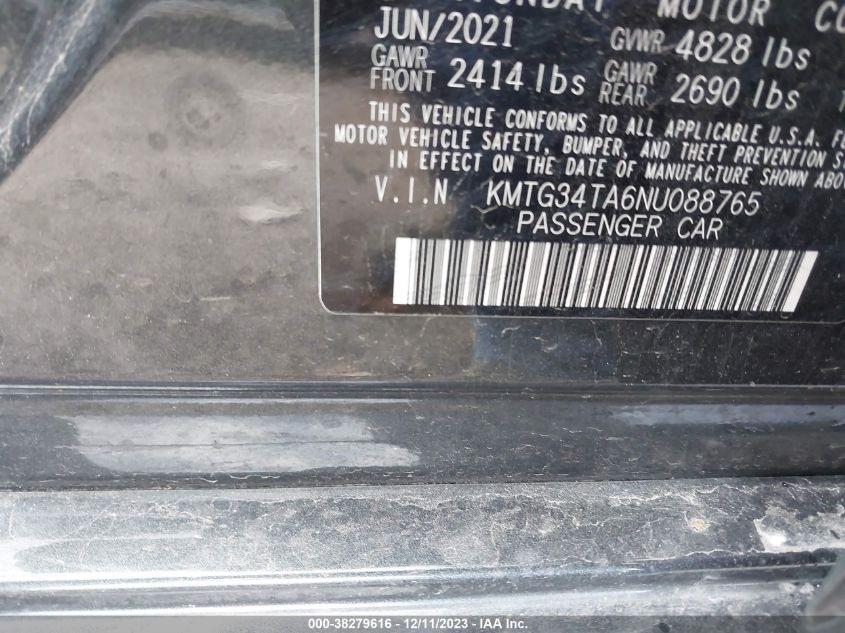 MOTOR
JUN/2021 GVWR 4828 lbs
GAWR FRONT 2414 lbs GAWR REAR 2690 lbs
THIS VEHICLE CONFORMS TO ALL APPLICABLE U.S.A.
MOTOR VEHICLE SAFETY, BUMPER, AND THEFT PREVENTION
IN EFFECT ON THE DATE OF MANUFACTURE SHOWN
V.I.N KMTG34TA6NU088765
PASSENGER CAR
000-38279616 - 12/11/2023 - IAA Inc.